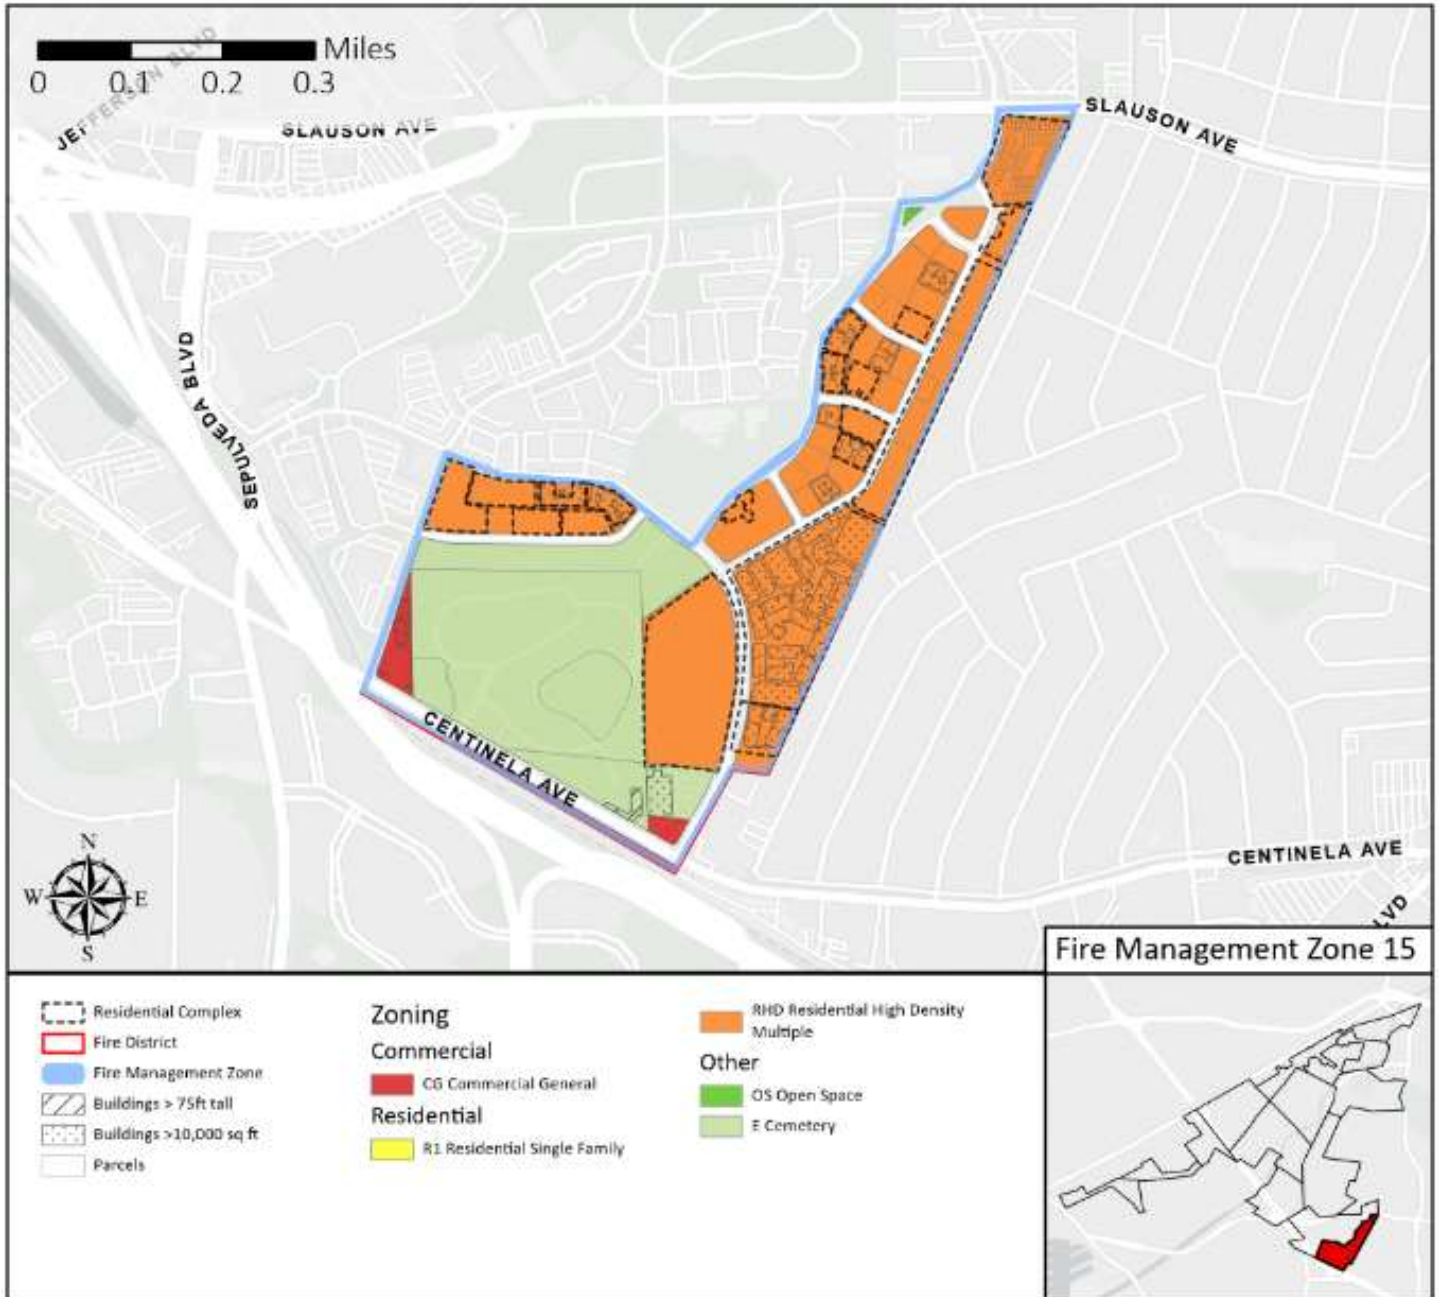 Miles
0 0.1 0.2 0.3
JEFFERSON BLVD
SLAUSON AVE
SLAUSON AVE
SEPULVEDA BLVD
CENTINELA AVE
CENTINELA AVE
LVD
N
W E
S
Fire Management Zone 15
Residential Complex
Fire District
Fire Management Zone
Buildings > 75ft tall
Buildings >10,000 sq ft
Parcels
Zoning
Commercial
CG Commercial General
Residential
R1 Residential Single Family
RHD Residential High Density
Multiple
Other
OS Open Space
E Cemetery